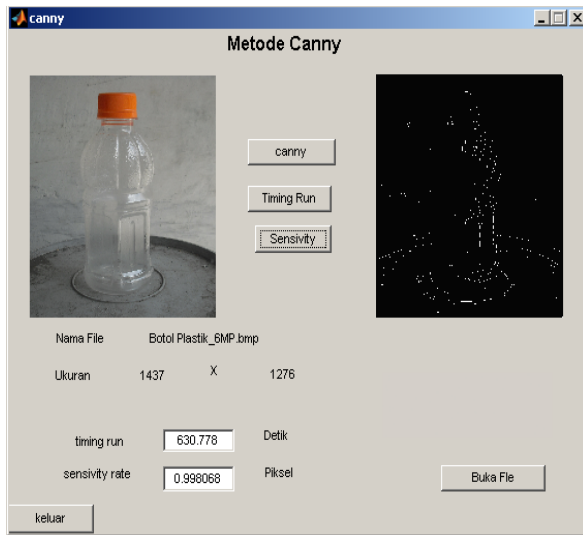 canny
Metode Canny
canny
Timing Run
Sensivity
Nama File Botol Plastik_6MP.bmp
Ukuran 1437 X 1276
timing run 630.778 Detik
sensivity rate 0.998068 Piksel
Buka Fle
keluar